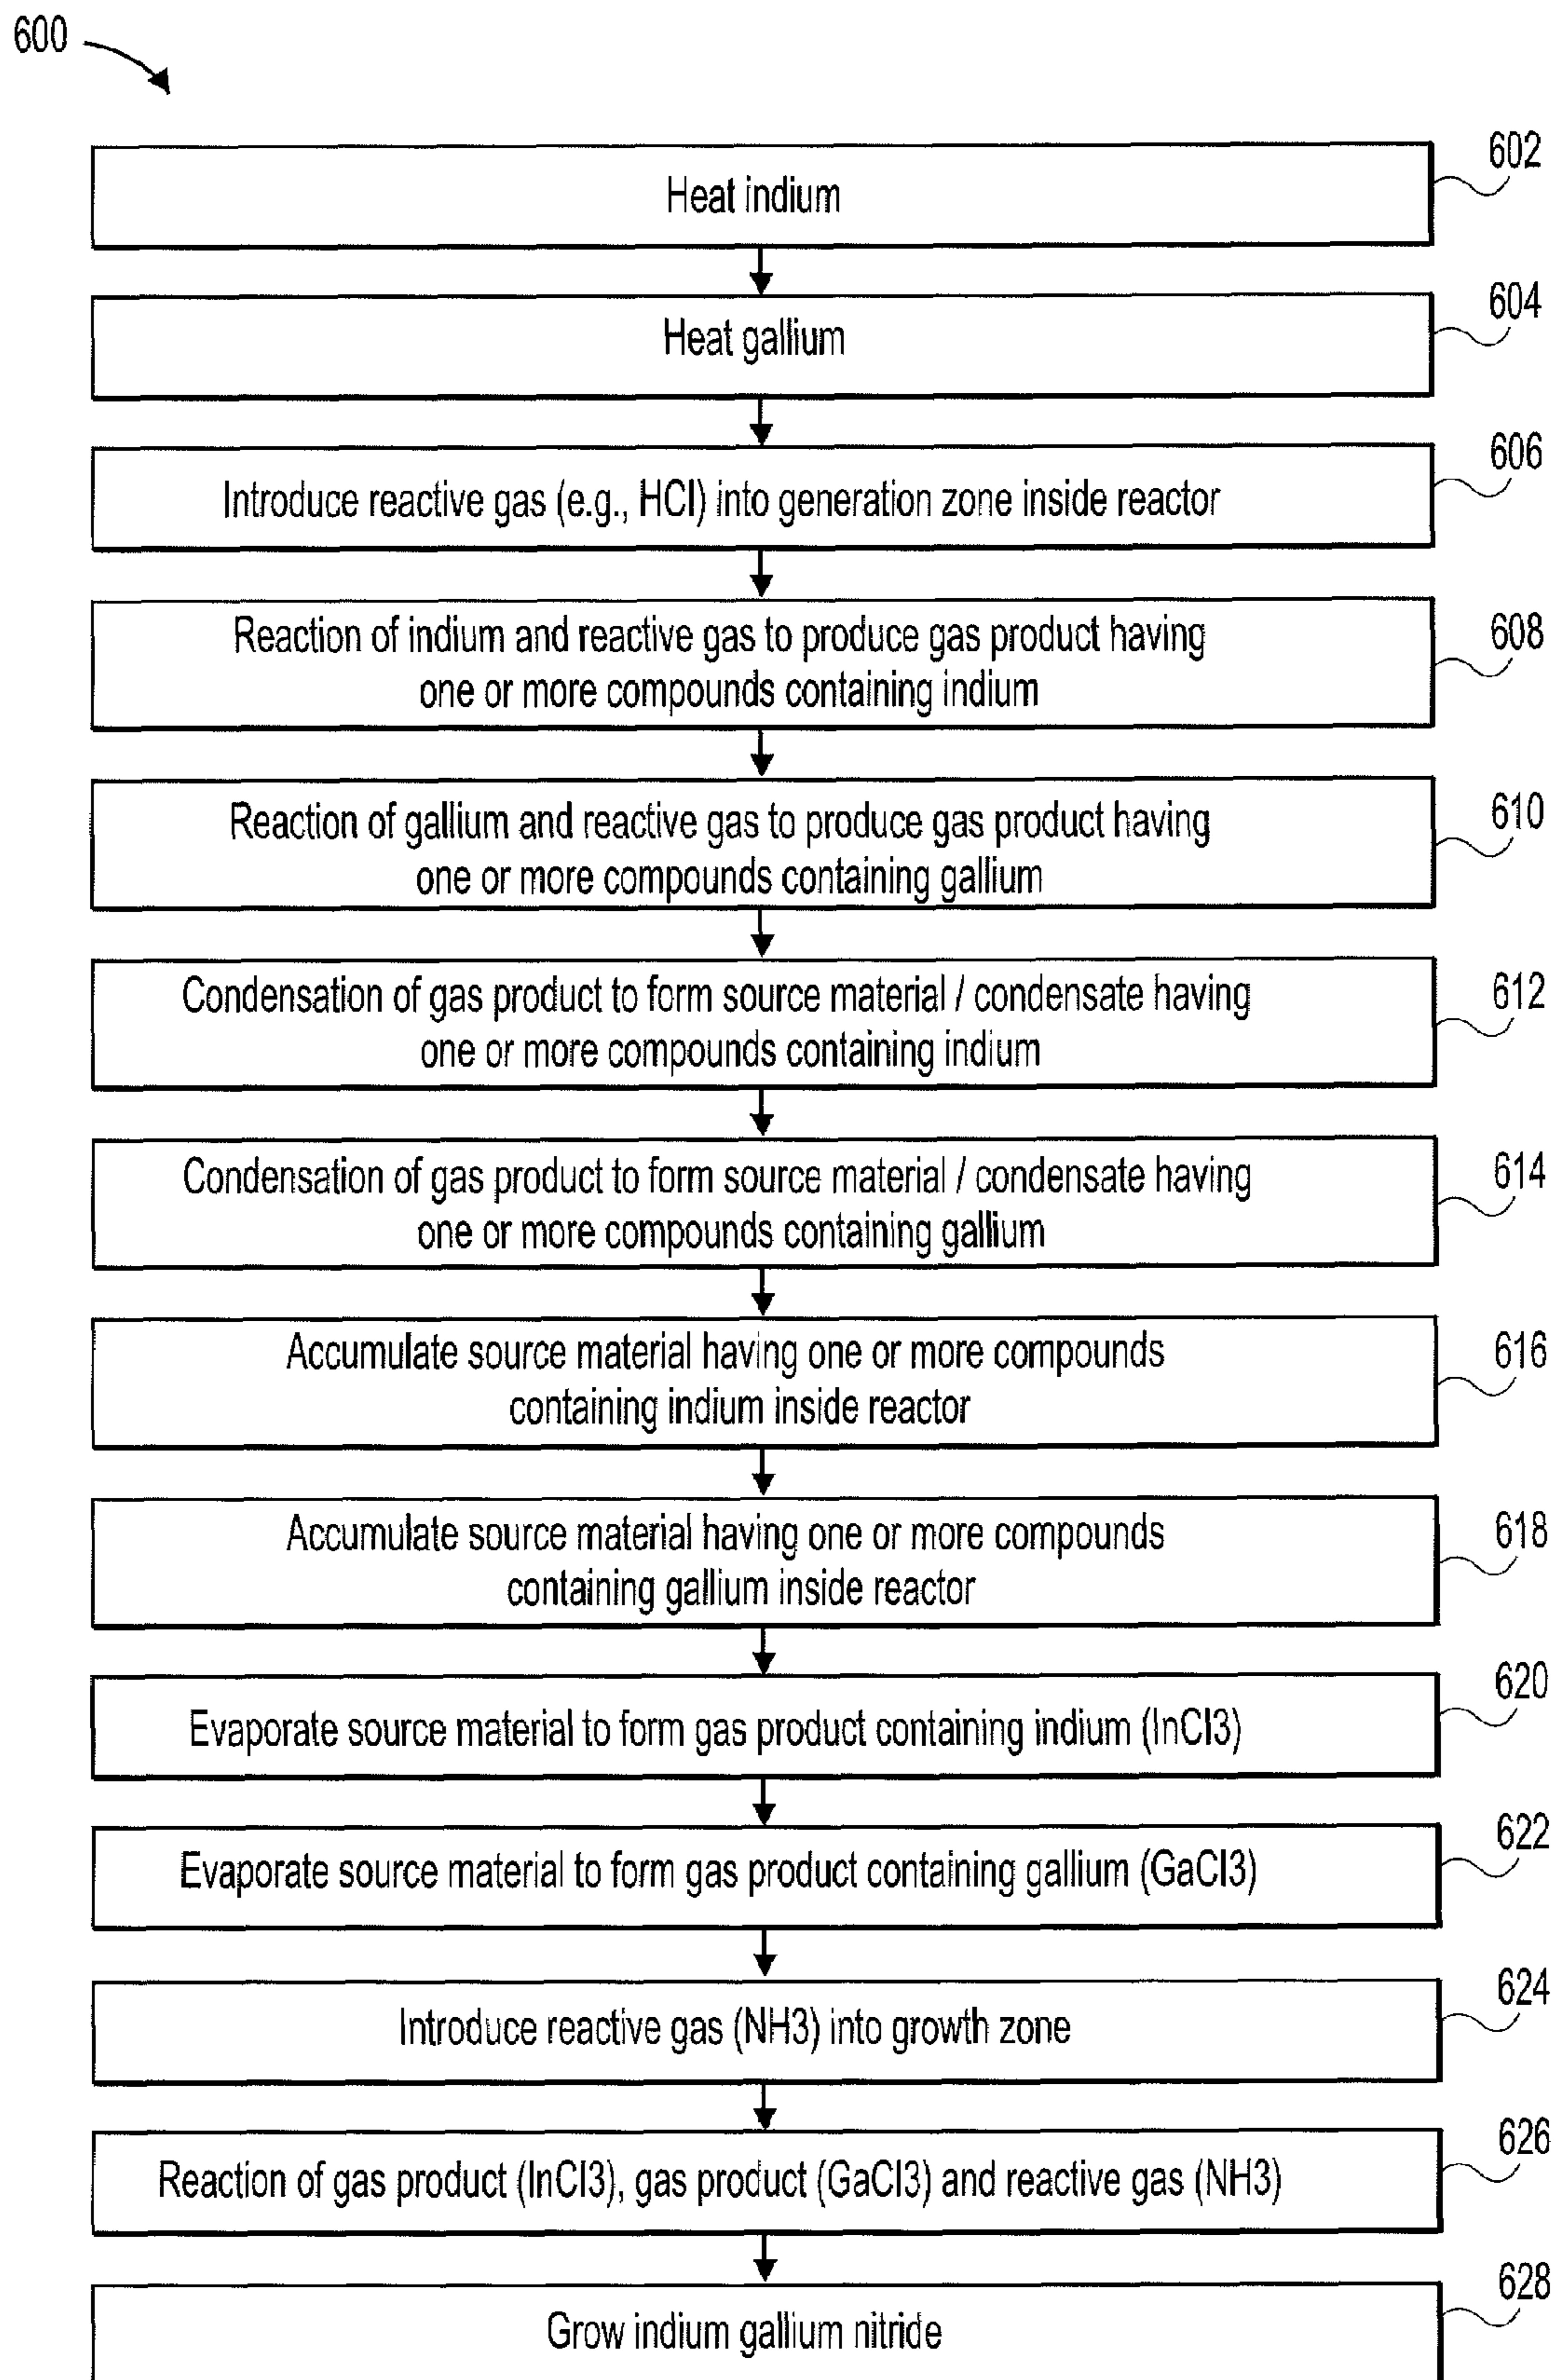 600
602
Heat indium
604
Heat gallium
606
Introduce reactive gas (e.g., HCl) into generation zone inside reactor
608
Reaction of indium and reactive gas to produce gas product having
one or more compounds containing indium
610
Reaction of gallium and reactive gas to produce gas product having
one or more compounds containing gallium
612
Condensation of gas product to form source material / condensate having
one or more compounds containing indium
614
Condensation of gas product to form source material / condensate having
one or more compounds containing gallium
616
Accumulate source material having one or more compounds
containing indium inside reactor
618
Accumulate source material having one or more compounds
containing gallium inside reactor
620
Evaporate source material to form gas product containing indium (InCl3)
622
Evaporate source material to form gas product containing gallium (GaCl3)
624
Introduce reactive gas (NH3) into growth zone
626
Reaction of gas product (InCl3), gas product (GaCl3) and reactive gas (NH3)
628
Grow indium gallium nitride